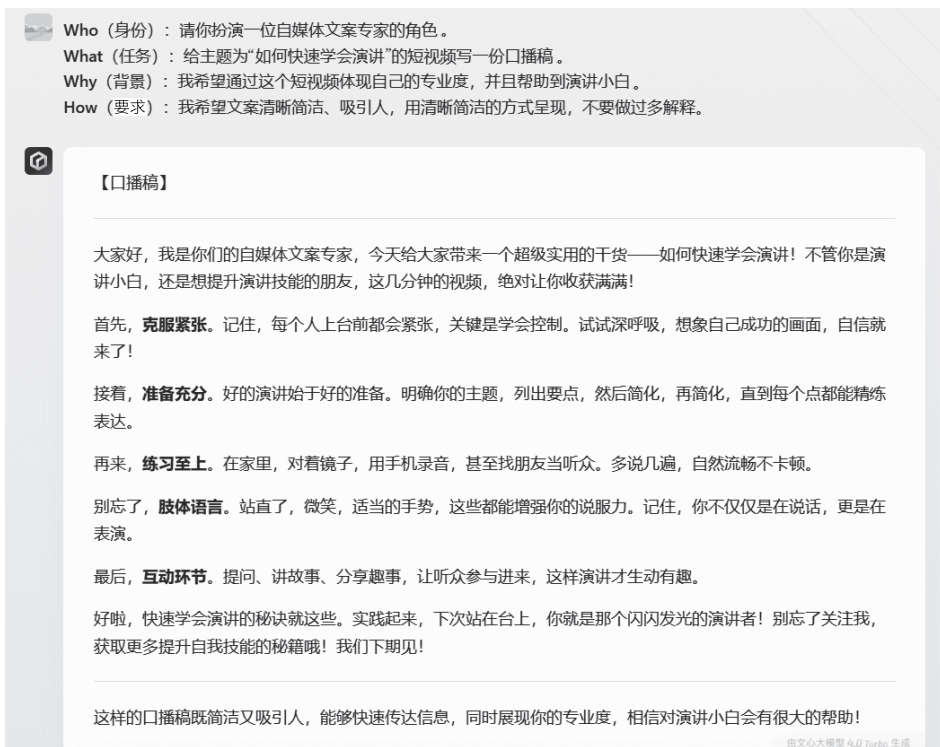 Who（身份）：请你扮演一位自媒体文案专家的角色。
What（任务）：给主题为“如何快速学会演讲”的短视频写一份口播稿。
Why（背景）：我希望通过这个短视频体现自己的专业度，并且帮助到演讲小白。
How（要求）：我希望文案清晰简洁、吸引人，用清晰简洁的方式呈现，不要做过多解释。
【口播稿】
大家好，我是你们的自媒体文案专家，今天给大家带来一个超级实用的干货——如何快速学会演讲！不管你是演
讲小白，还是想提升演讲技能的朋友，这几分钟的视频，绝对让你收获满满！
首先，克服紧张。记住，每个人上台前都会紧张，关键是学会控制。试试深呼吸，想象自己成功的画面，自信就
来了！
接着，准备充分。好的演讲始于好的准备。明确你的主题，列出要点，然后简化，再简化，直到每个点都能精练
表达。
再来，练习至上。在家里，对着镜子，用手机录音，甚至找朋友当听众。多说几遍，自然流畅不卡顿。
别忘了，肢体语言。站直了，微笑，适当的手势，这些都能增强你的说服力。记住，你不仅仅是在说话，更是在
表演。
最后，互动环节。提问、讲故事、分享趣事，让听众参与进来，这样演讲才生动有趣。
好啦，快速学会演讲的秘诀就这些。实践起来，下次站在台上，你就是那个闪闪发光的演讲者！别忘了关注我，
获取更多提升自我技能的秘籍哦！我们下期见！
这样的口播稿既简洁又吸引人，能够快速传达信息，同时展现你的专业度，相信对演讲小白会有很大的帮助！
由文心大模型 4.0 Turbo 生成